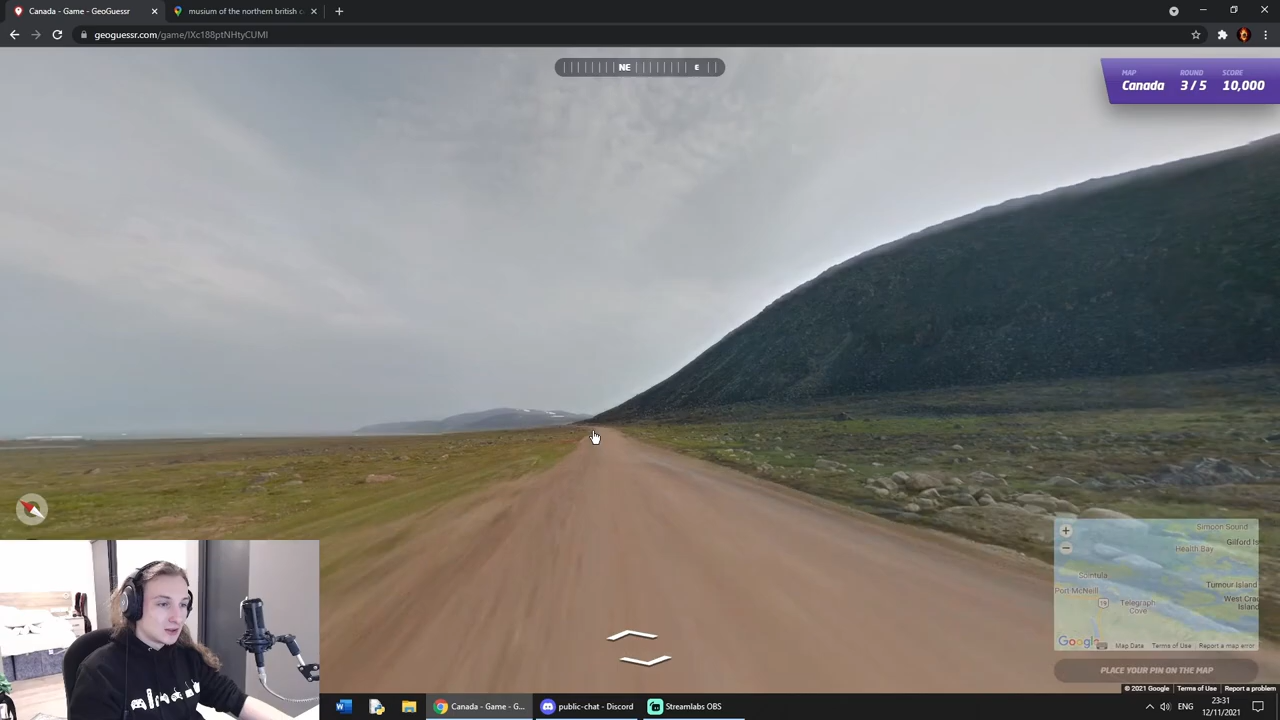 Canada - Game - GeoGuessr
musium of the northern british c
geoguessr.com/game/IXc188ptNHtyCUMI
NE
E
MAP
Canada
ROUND
3 / 5
SCORE
10,000
Simoon Sound
Gilford Is
Health Bay
Sointula
Port McNeill
Turnour Island
West Cra
Island
19
Telegraph
Cove
Google
Map Data
Terms of Use
Report a map error
PLACE YOUR PIN ON THE MAP
© 2021 Google
Terms of Use
Report a problem
Canada - Game - G...
public-chat - Discord
Streamlabs OBS
ENG
23:31
12/11/2021